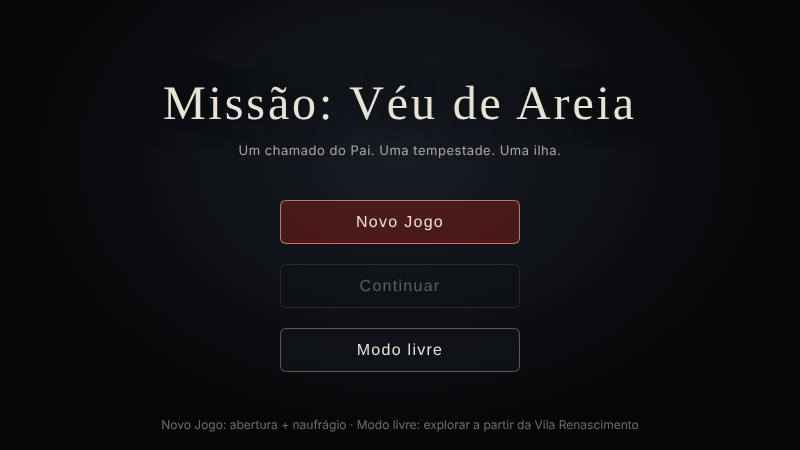 Missão: Véu de Areia
Um chamado do Pai. Uma tempestade. Uma ilha.
Novo Jogo
Continuar
Modo livre
Novo Jogo: abertura + naufrágio · Modo livre: explorar a partir da Vila Renascimento